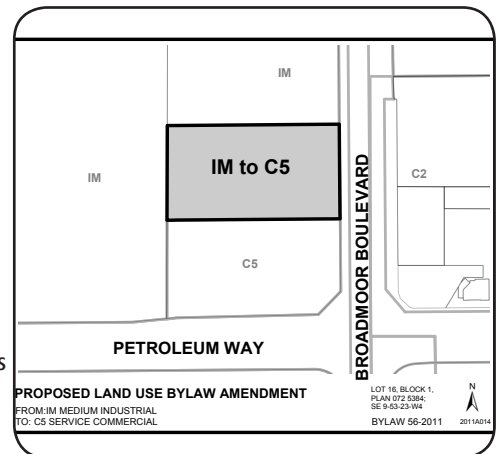 IM
IM to C5
IM
C2
C5
BROADMOOR BOULEVARD
PETROLEUM WAY
s
PROPOSED LAND USE BYLAW AMENDMENT
FROM:IM MEDIUM INDUSTRIAL
TO: C5 SERVICE COMMERCIAL
LOT 16, BLOCK 1,
PLAN 072 5384;
SE 9-53-23-W4
BYLAW 56-2011
N
2011A014